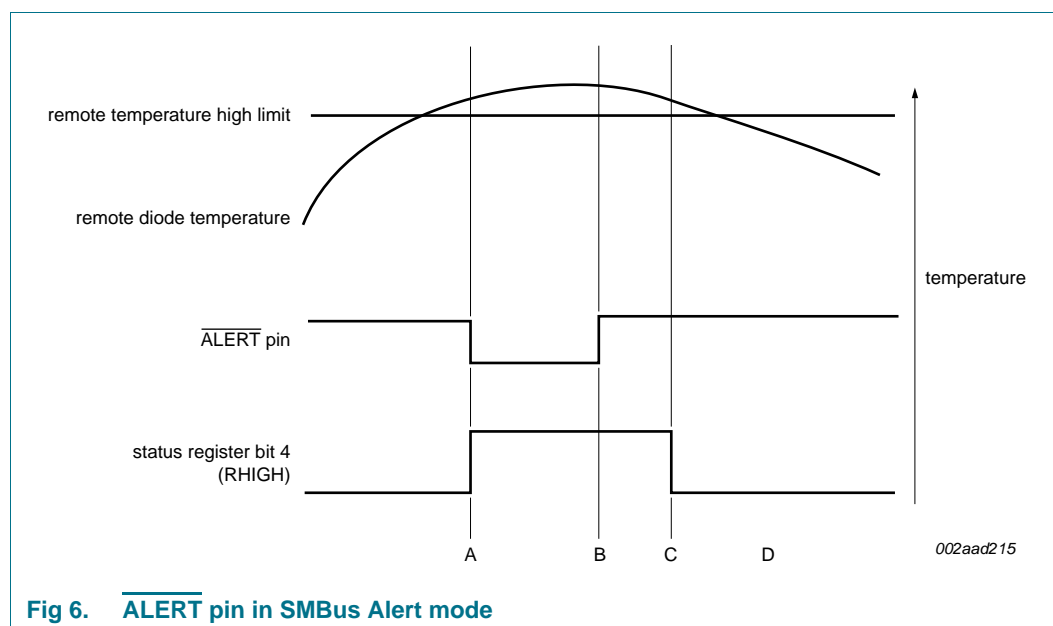 remote temperature high limit
remote diode temperature
temperature
ALERT pin
status register bit 4
(RHIGH)
A B C D
002aad215
Fig 6. ALERT pin in SMBus Alert mode